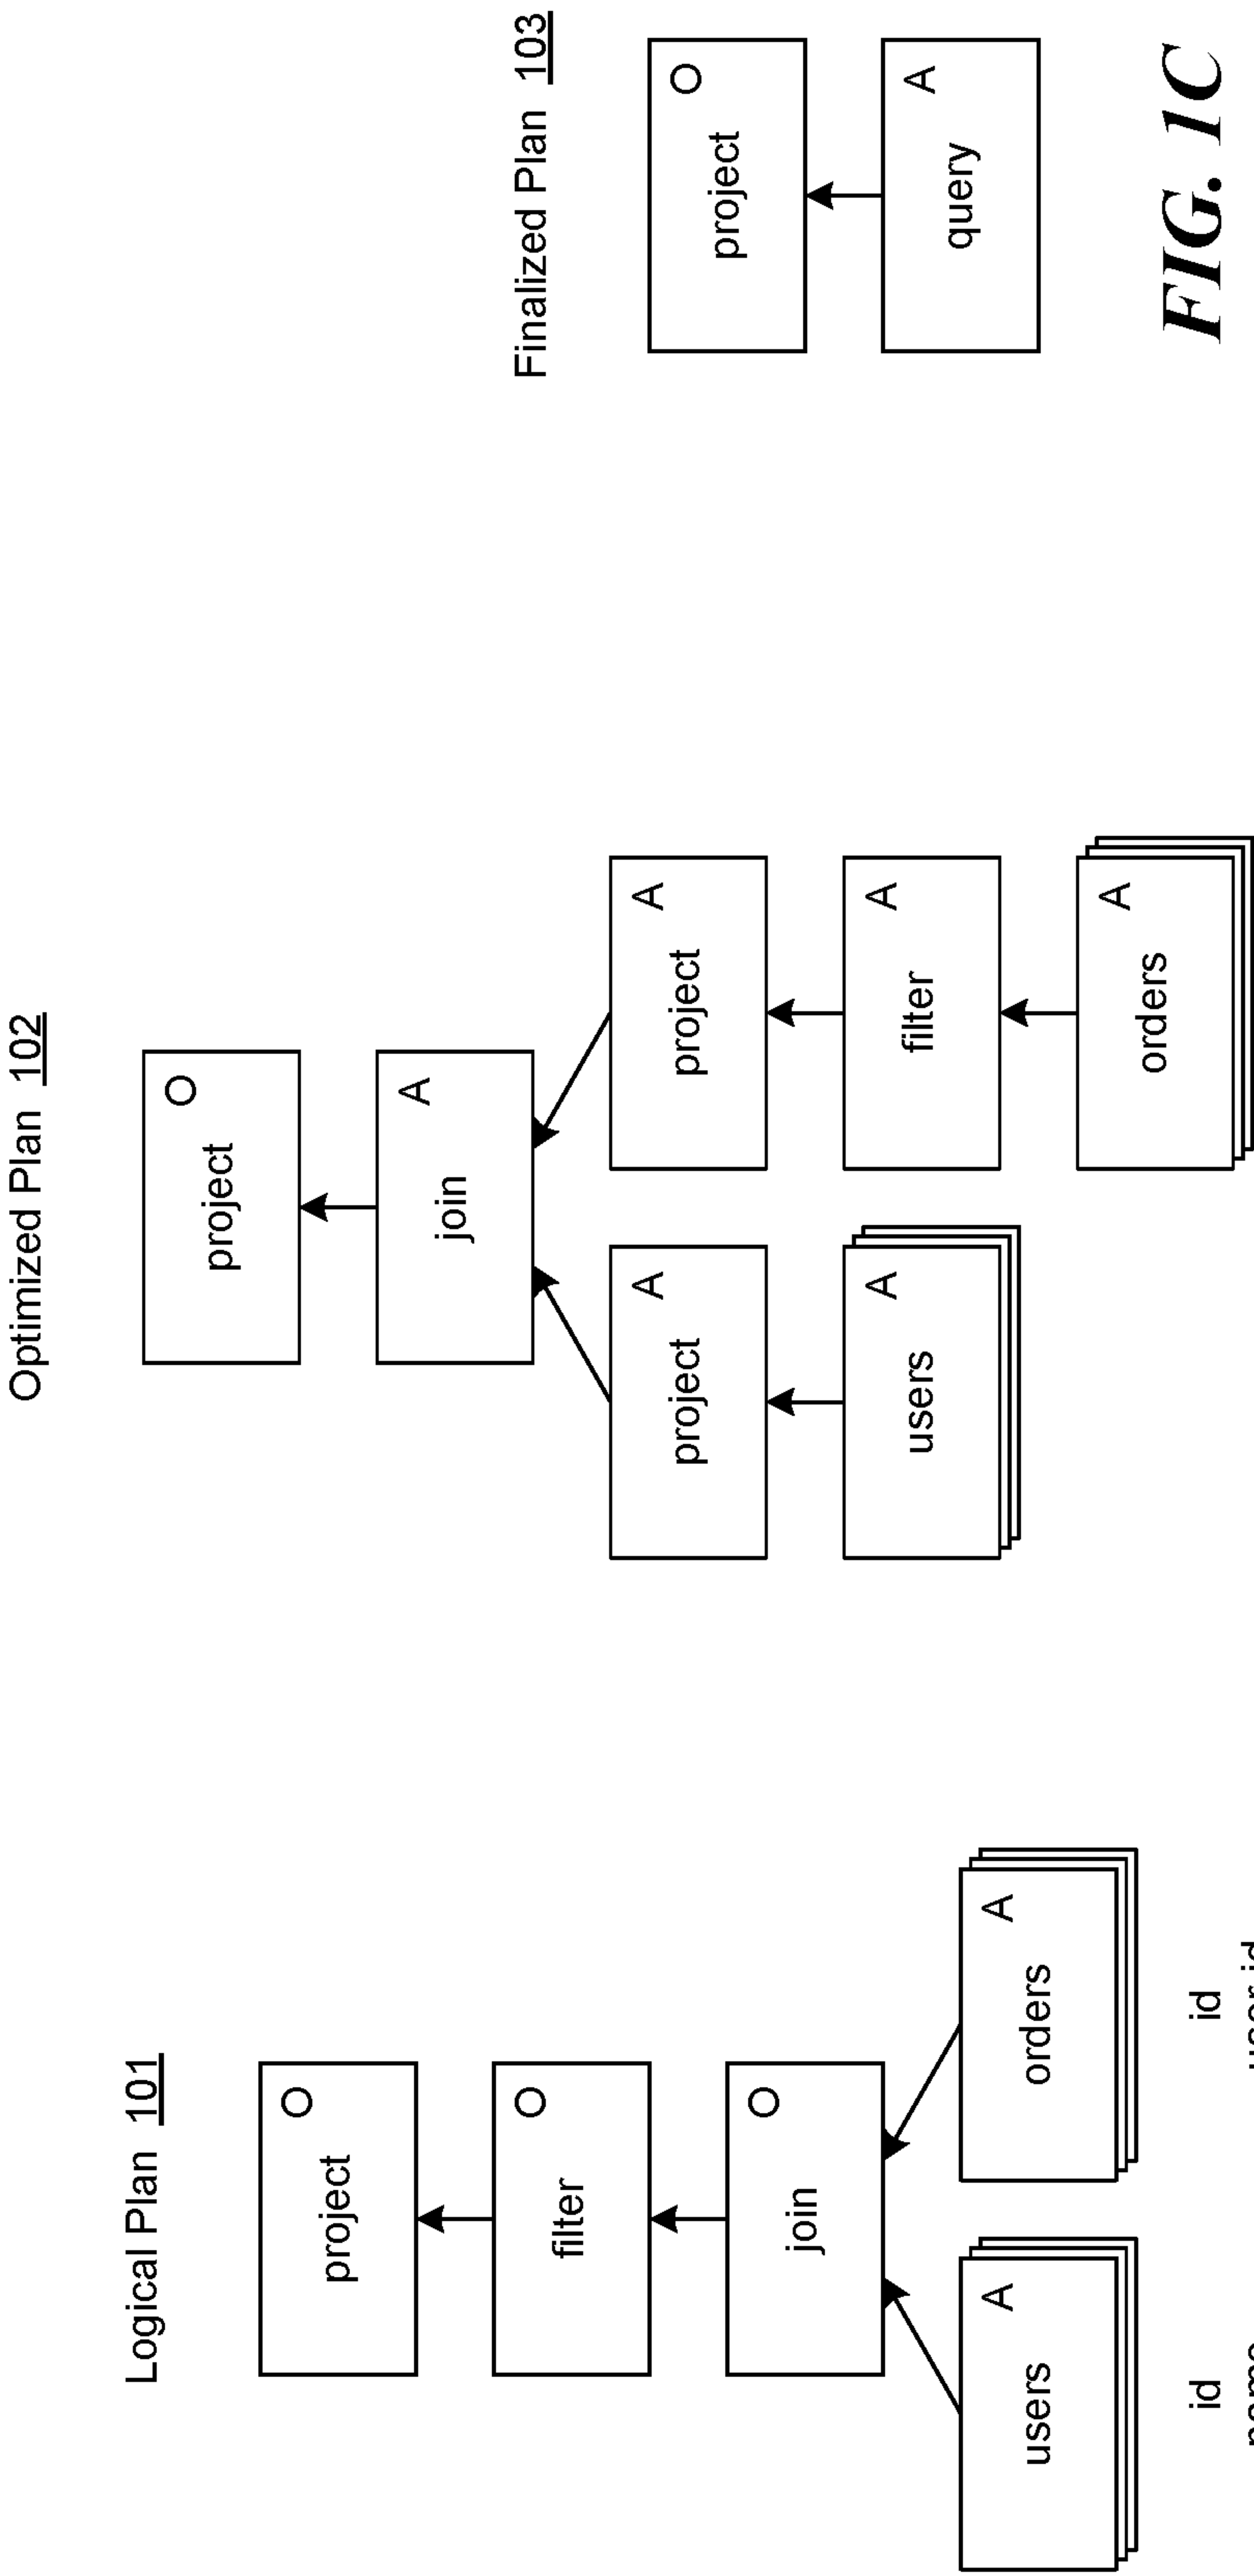 Logical Plan 101
project O
filter O
join O
users A
orders A
id
id
Optimized Plan 102
project O
join A
project A
project A
users A
filter A
orders A
Finalized Plan 103
project O
query A
FIG. 1C